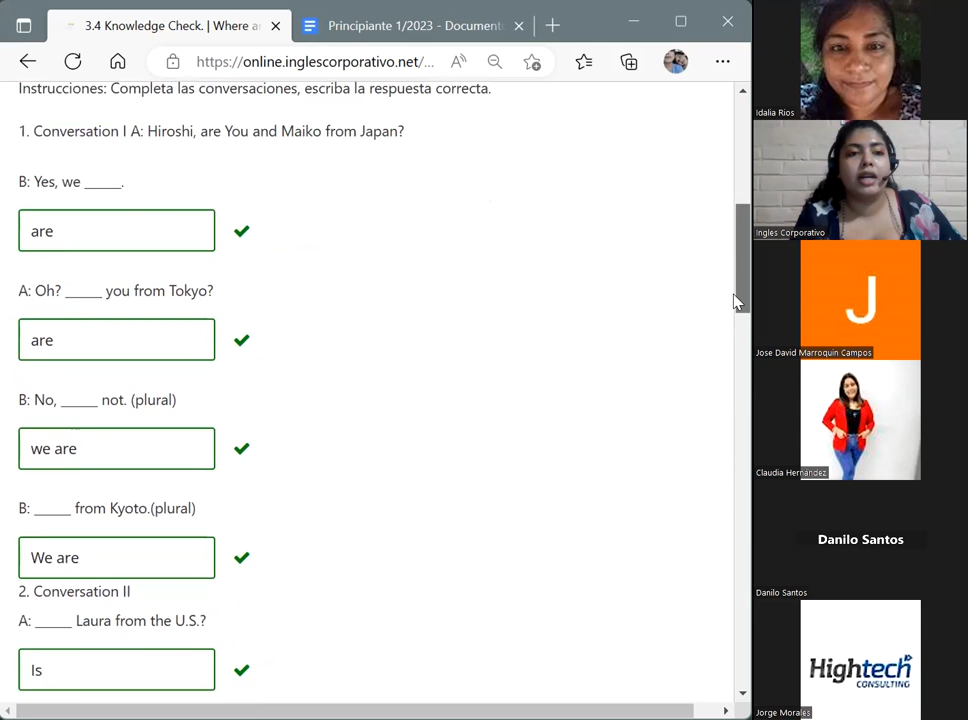 3.4 Knowledge Check. | Where a
Principiante 1/2023 - Document
https://online.inglescorporativo.net/...
Instrucciones: Completa las conversaciones, escriba la respuesta correcta.
1. Conversation I A: Hiroshi, are You and Maiko from Japan?
B: Yes, we _____.
are
A: Oh? _____ you from Tokyo?
are
B: No, _____ not. (plural)
we are
B: _____ from Kyoto.(plural)
We are
2. Conversation II
A: _____ Laura from the U.S.?
Is
Idalia Rios
Ingles Corporativo
J
Jose David Marroquin Campos
Claudia Hernández
Danilo Santos
Danilo Santos
Hightech
CONSULTING
Jorge Morales